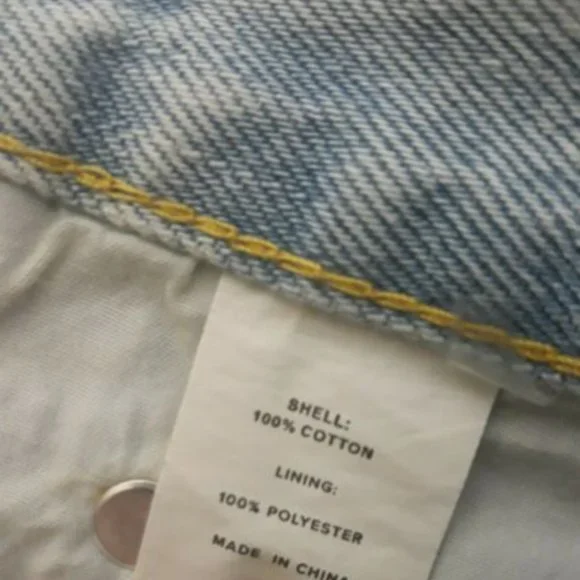 SHELL:
100% COTTON
LINING:
100% POLYESTER
MADE IN CHINA